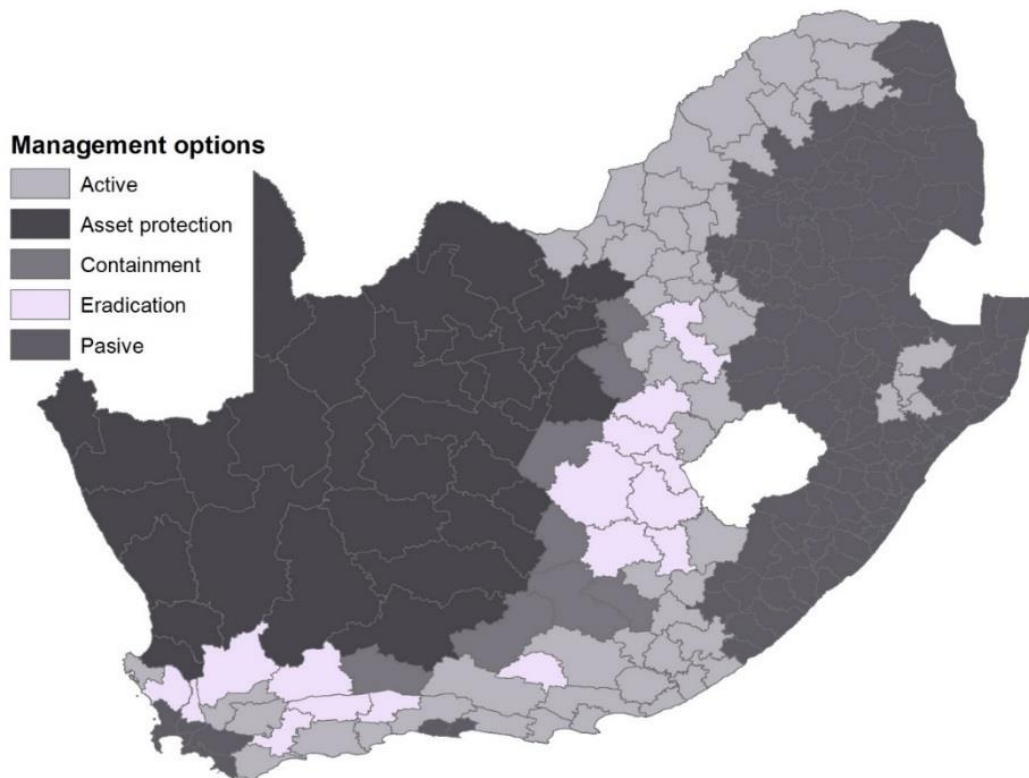 Management options
Active
Asset protection
Containment
Eradication
Pasive